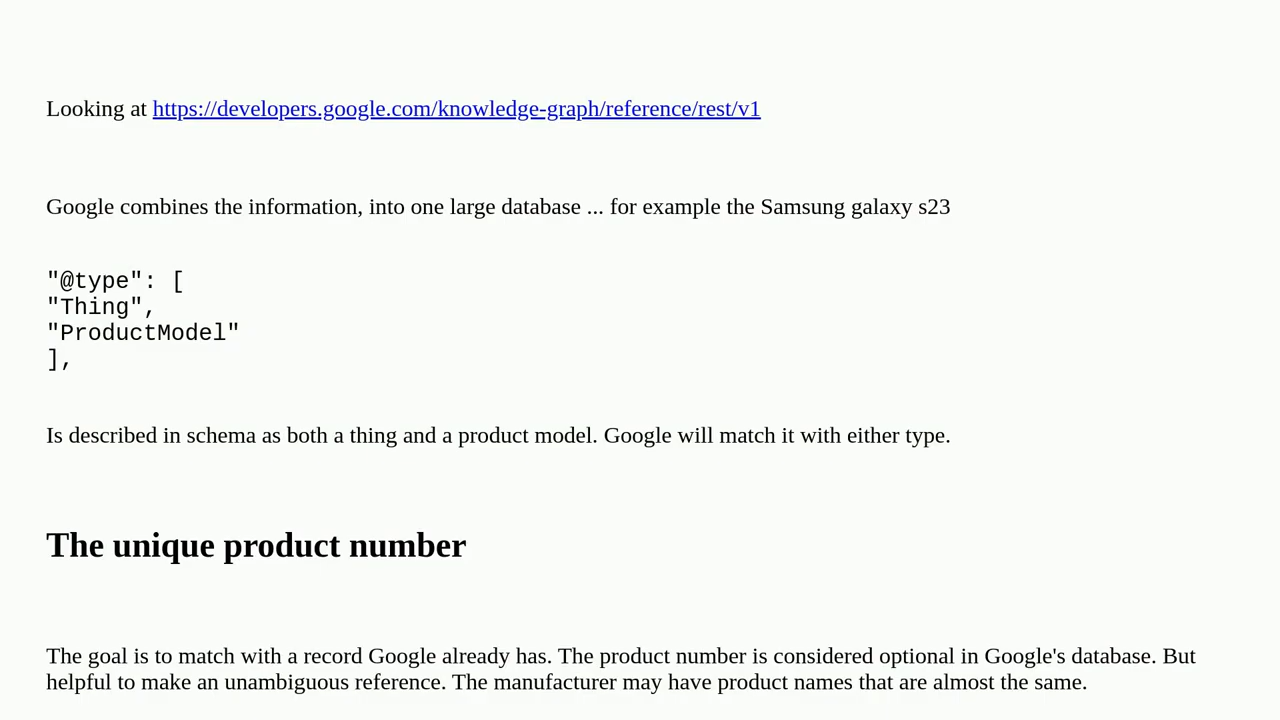 Looking at https://developers.google.com/knowledge-graph/reference/rest/v1
Google combines the information, into one large database ... for example the Samsung galaxy s23
"@type": [
"Thing",
"ProductModel"
],
Is described in schema as both a thing and a product model. Google will match it with either type.
The unique product number
The goal is to match with a record Google already has. The product number is considered optional in Google's database. But
helpful to make an unambiguous reference. The manufacturer may have product names that are almost the same.